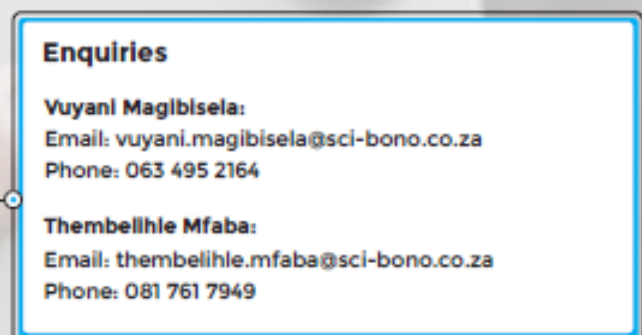 Enquiries
Vuyani Magibisela:
Email: vuyani.magibisela@sci-bono.co.za
Phone: 063 495 2164
Thembelihle Mfaba:
Email: thembelihle.mfaba@sci-bono.co.za
Phone: 081 761 7949